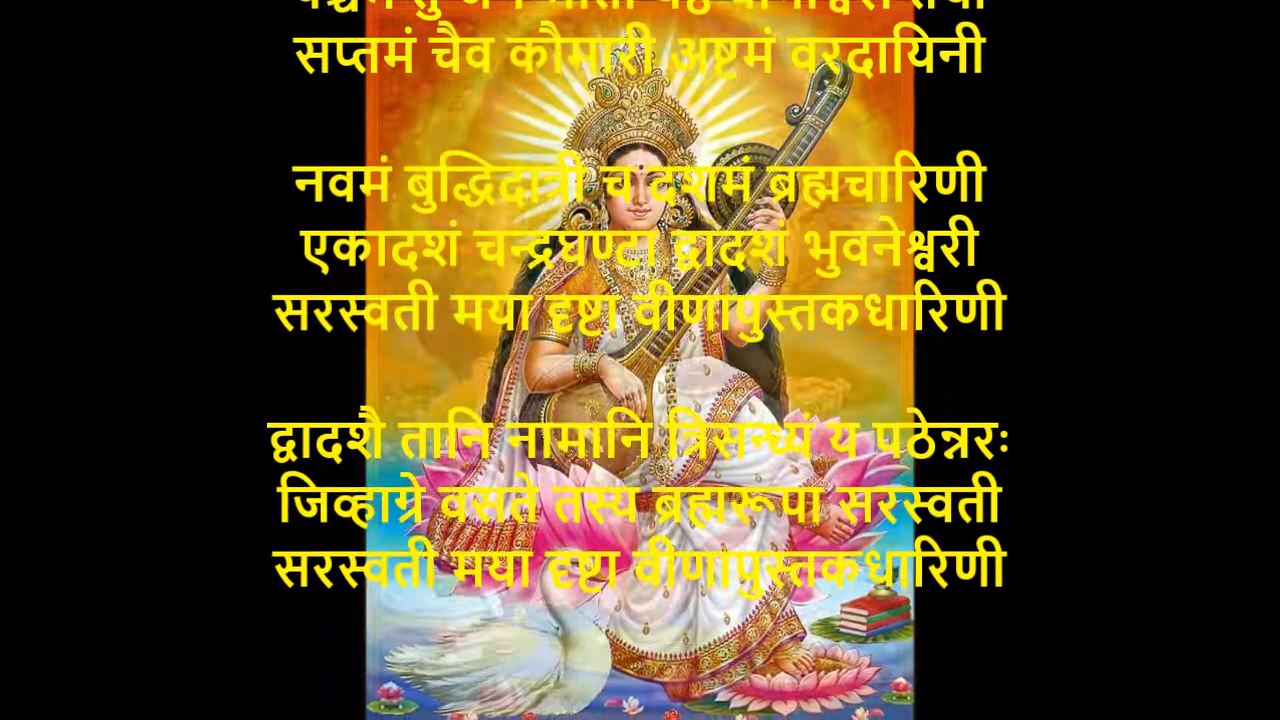 सप्तमं चैव कौमारी अष्टमं वरदायिनी
नवमं बुद्धिदात्री च दशमं ब्रह्मचारिणी
एकादशं चन्द्रघण्टा द्वादशं भुवनेश्वरी
सरस्वती मया दृष्टा वीणापुस्तकधारिणी
द्वादशै तानि नामानि त्रिसन्ध्यं य पठेन्नरः
जिव्हाग्रे वसते तस्य ब्रह्मरूपा सरस्वती
सरस्वती मया दृष्टा वीणापुस्तकधारिणी